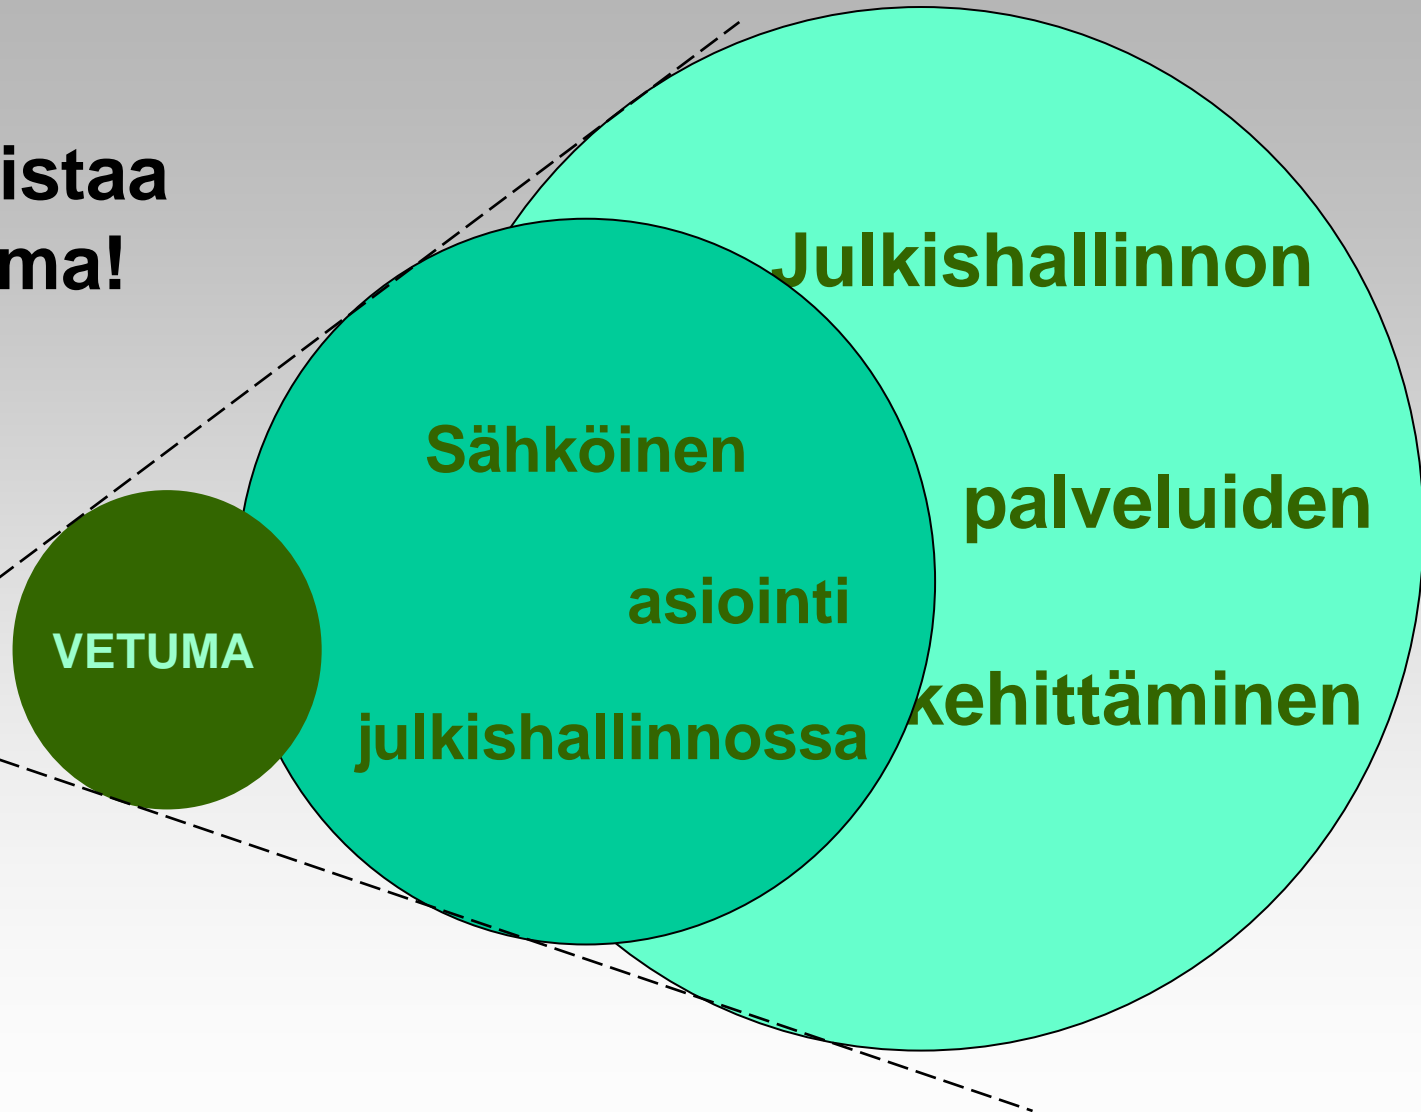 istaa
ma!
Julkishallinnon
palveluiden
kehittäminen
Sähköinen
asiointi
julkishallinnossa
VETUMA